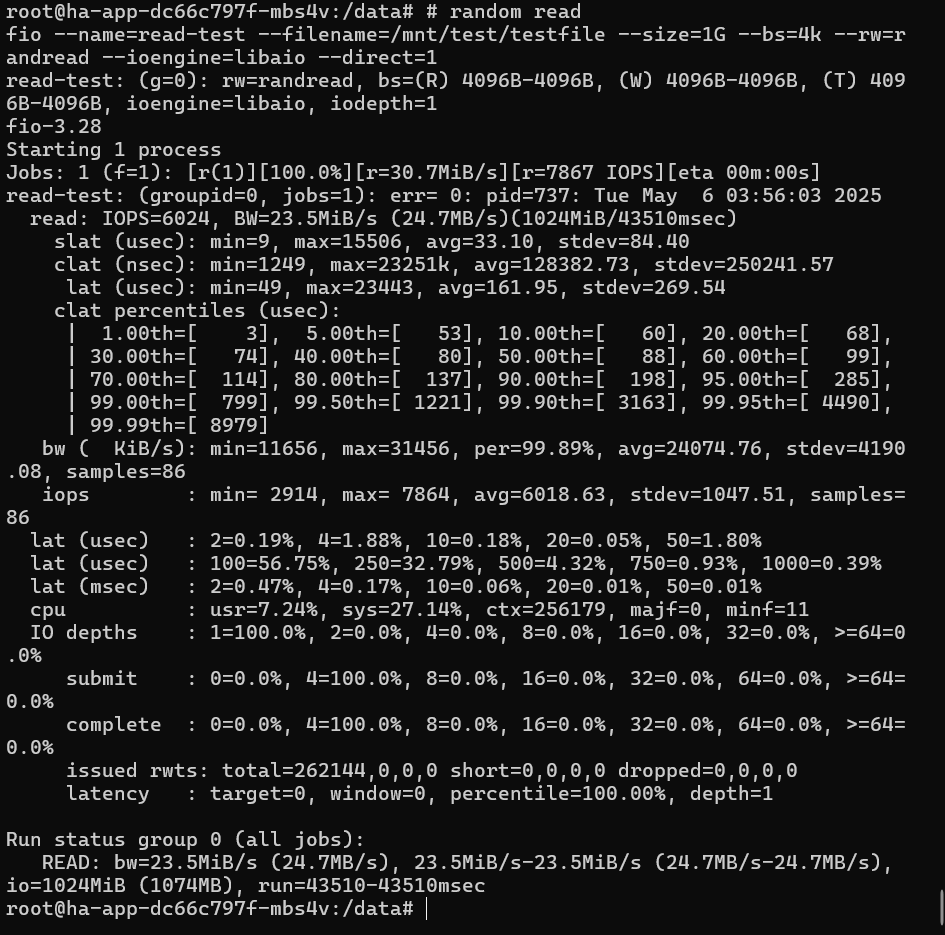 root@ha-app-dc66c797f-mbs4v:/data# # random read
fio --name=read-test --filename=/mnt/test/testfile --size=1G --bs=4k --rw=r
andread --ioengine=libaio --direct=1
read-test: (g=0): rw=randread, bs=(R) 4096B-4096B, (W) 4096B-4096B, (T) 409
6B-4096B, ioengine=libaio, iodepth=1
fio-3.28
Starting 1 process
Jobs: 1 (f=1): [r(1)][100.0%][r=30.7MiB/s][r=7867 IOPS][eta 00m:00s]
read-test: (groupid=0, jobs=1): err= 0: pid=737: Tue May  6 03:56:03 2025
  read: IOPS=6024, BW=23.5MiB/s (24.7MB/s)(1024MiB/43510msec)
    slat (usec): min=9, max=15506, avg=33.10, stdev=84.40
    clat (nsec): min=1249, max=23251k, avg=128382.73, stdev=250241.57
     lat (usec): min=49, max=23443, avg=161.95, stdev=269.54
    clat percentiles (usec):
     |  1.00th=[    3],  5.00th=[   53], 10.00th=[   60], 20.00th=[   68],
     | 30.00th=[   74], 40.00th=[   80], 50.00th=[   88], 60.00th=[   99],
     | 70.00th=[  114], 80.00th=[  137], 90.00th=[  198], 95.00th=[  285],
     | 99.00th=[  799], 99.50th=[ 1221], 99.90th=[ 3163], 99.95th=[ 4490],
     | 99.99th=[ 8979]
   bw (  KiB/s): min=11656, max=31456, per=99.89%, avg=24074.76, stdev=4190
.08, samples=86
   iops        : min= 2914, max= 7864, avg=6018.63, stdev=1047.51, samples=
86
  lat (usec)   : 2=0.19%, 4=1.88%, 10=0.18%, 20=0.05%, 50=1.80%
  lat (usec)   : 100=56.75%, 250=32.79%, 500=4.32%, 750=0.93%, 1000=0.39%
  lat (msec)   : 2=0.47%, 4=0.17%, 10=0.06%, 20=0.01%, 50=0.01%
  cpu          : usr=7.24%, sys=27.14%, ctx=256179, majf=0, minf=11
  IO depths    : 1=100.0%, 2=0.0%, 4=0.0%, 8=0.0%, 16=0.0%, 32=0.0%, >=64=0
.0%
     submit    : 0=0.0%, 4=100.0%, 8=0.0%, 16=0.0%, 32=0.0%, 64=0.0%, >=64=
0.0%
     complete  : 0=0.0%, 4=100.0%, 8=0.0%, 16=0.0%, 32=0.0%, 64=0.0%, >=64=
0.0%
     issued rwts: total=262144,0,0,0 short=0,0,0,0 dropped=0,0,0,0
     latency   : target=0, window=0, percentile=100.00%, depth=1

Run status group 0 (all jobs):
   READ: bw=23.5MiB/s (24.7MB/s), 23.5MiB/s-23.5MiB/s (24.7MB/s-24.7MB/s),
io=1024MiB (1074MB), run=43510-43510msec
root@ha-app-dc66c797f-mbs4v:/data#